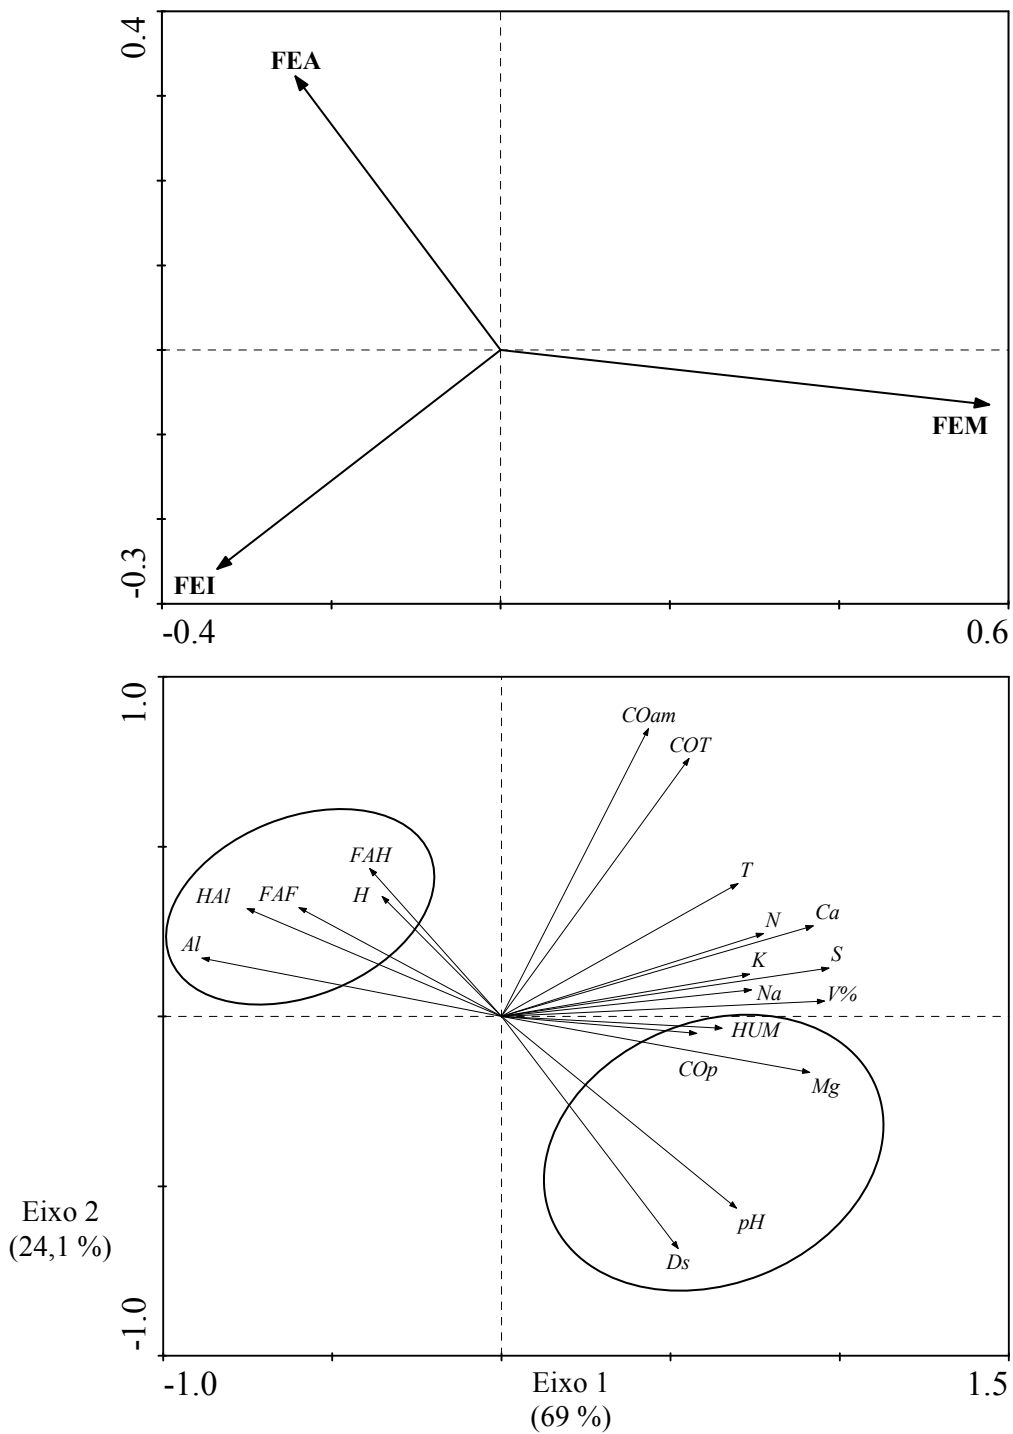 0.4
FEA
FEM
-0.3
FEI
-0.4
0.6
1.0
COam
COT
FAH
T
HAl
FAF
H
N
Ca
Al
K
S
Na
V%
HUM
COp
Mg
Eixo 2
(24,1 %)
pH
Ds
-1.0
-1.0
Eixo 1
1.5
(69 %)